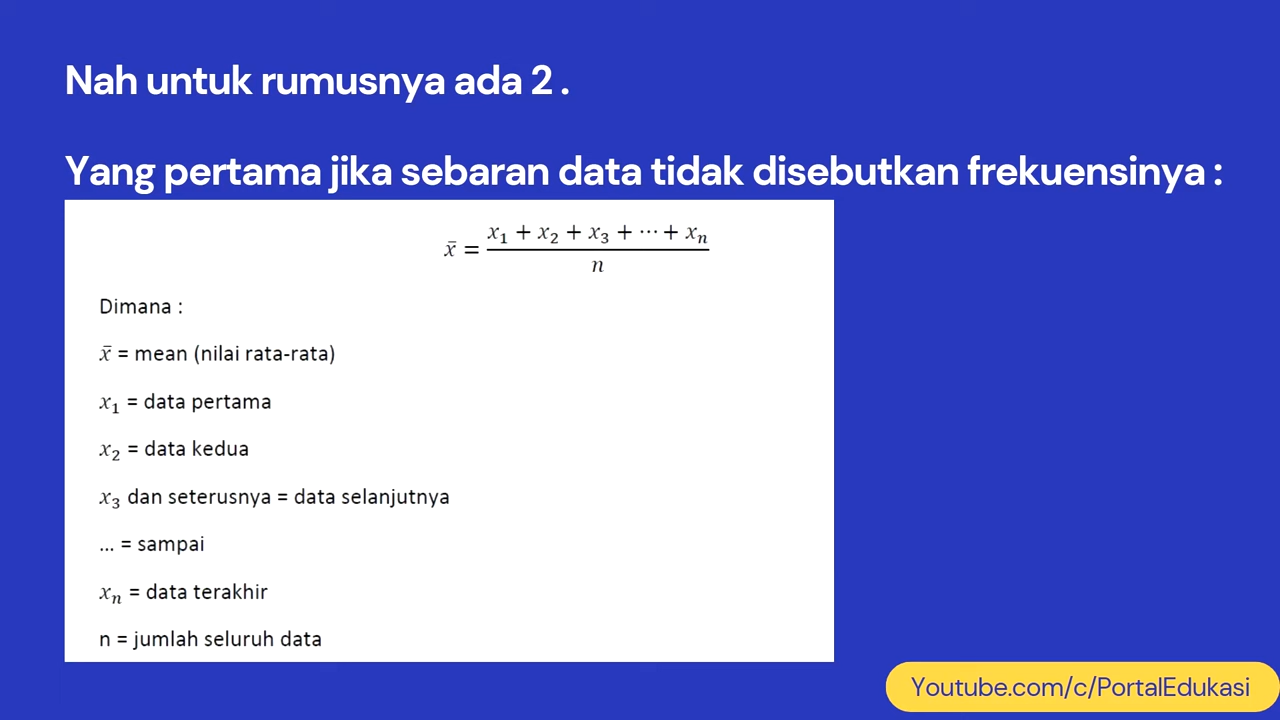 Nah untuk rumusnya ada 2 .
Yang pertama jika sebaran data tidak disebutkan frekuensinya :
x̄ = (x₁ + x₂ + x₃ + ⋯ + xₙ) / n
Dimana :
x̄ = mean (nilai rata-rata)
x₁ = data pertama
x₂ = data kedua
x₃ dan seterusnya = data selanjutnya
... = sampai
xₙ = data terakhir
n = jumlah seluruh data
Youtube.com/c/PortalEdukasi